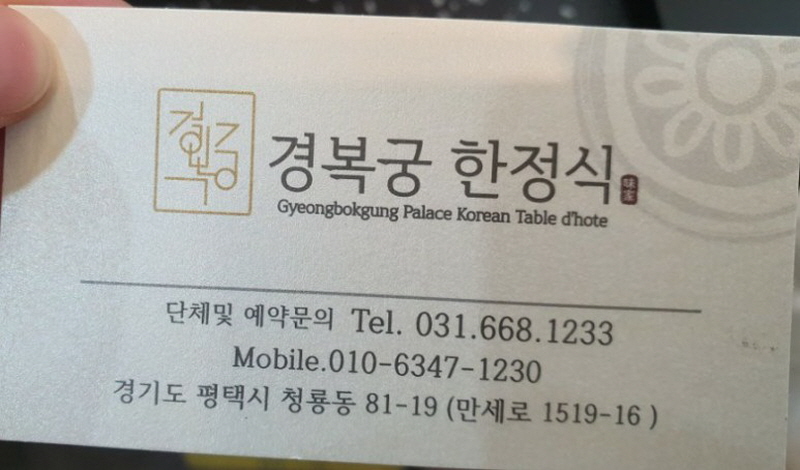 경복궁
경복궁 한정식 味家
Gyeongbokgung Palace Korean Table d'hote
단체및 예약문의 Tel. 031.668.1233
Mobile.010-6347-1230
경기도 평택시 청룡동 81-19 (만세로 1519-16 )